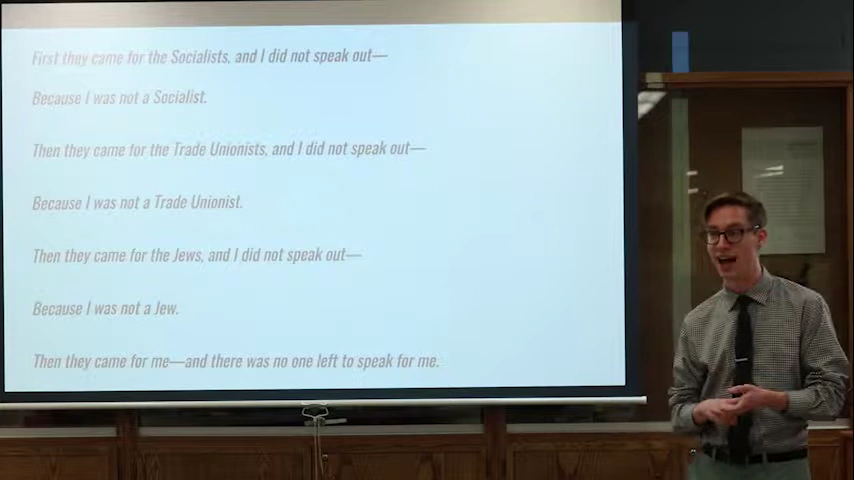 First they came for the Socialists, and I did not speak out—
Because I was not a Socialist.
Then they came for the Trade Unionists, and I did not speak out—
Because I was not a Trade Unionist.
Then they came for the Jews, and I did not speak out—
Because I was not a Jew.
Then they came for me—and there was no one left to speak for me.